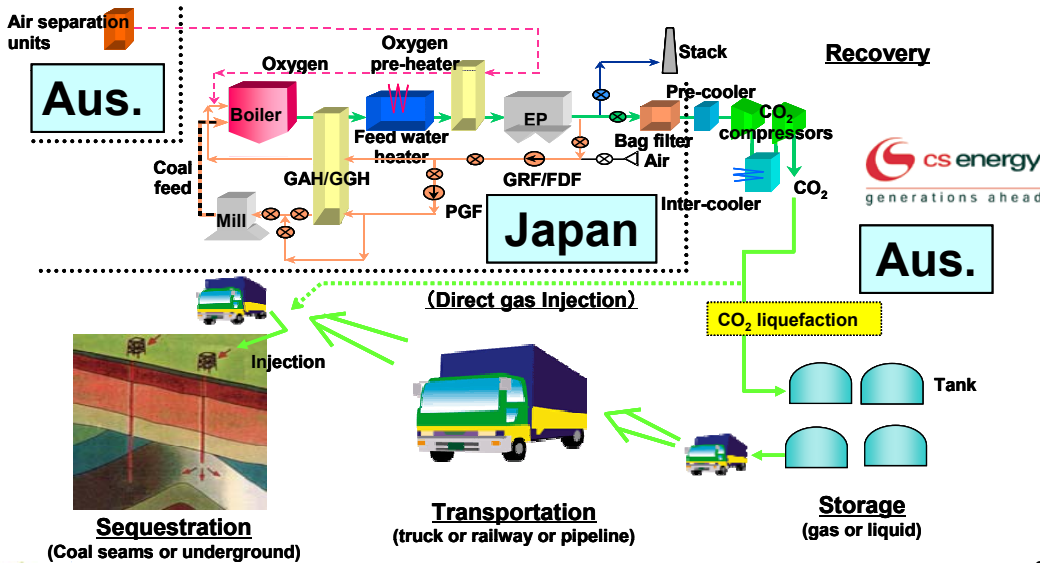 Air separation
units
Aus.
Oxygen
Oxygen
pre-heater
Stack
Recovery
Boiler
Feed water
heater
EP
Bag filter
Pre-cooler
CO2
compressors
Air
Coal
feed
GAH/GGH
GRF/FDF
PGF
Mill
Inter-cooler
CO2
cs energy
generations ahead
Japan
Aus.
(Direct gas Injection)
CO2 liquefaction
Injection
Tank
Sequestration
(Coal seams or underground)
Transportation
(truck or railway or pipeline)
Storage
(gas or liquid)